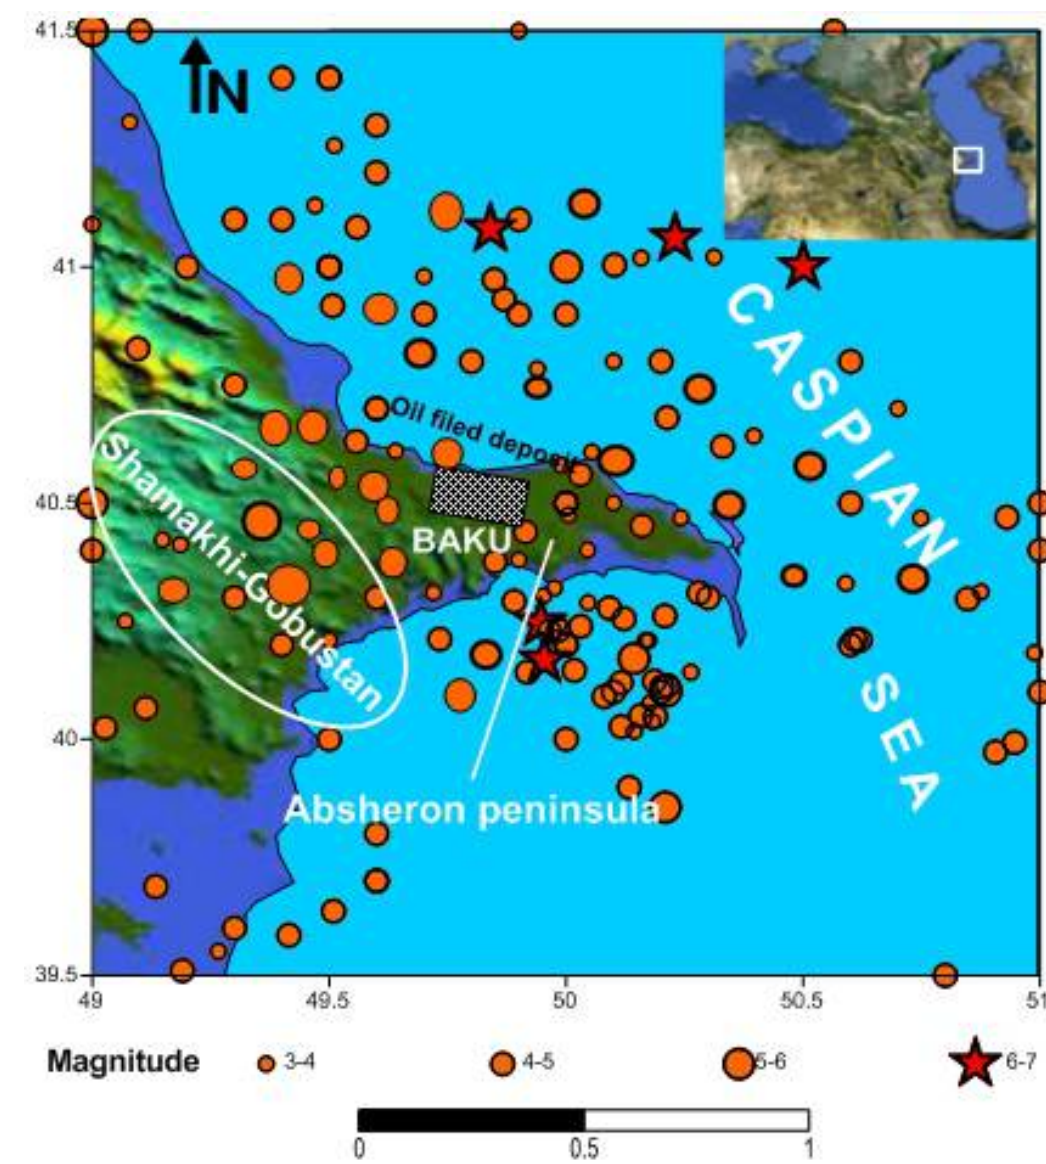 41.5
N
41
CASPIAN
Oil filed deposit
Shamakhi-Gobustan
40.5
BAKU
SEA
40
Absheron peninsula
39.5
49
49.5
50
50.5
51
Magnitude
3-4
4-5
5-6
6-7
0
0.5
1